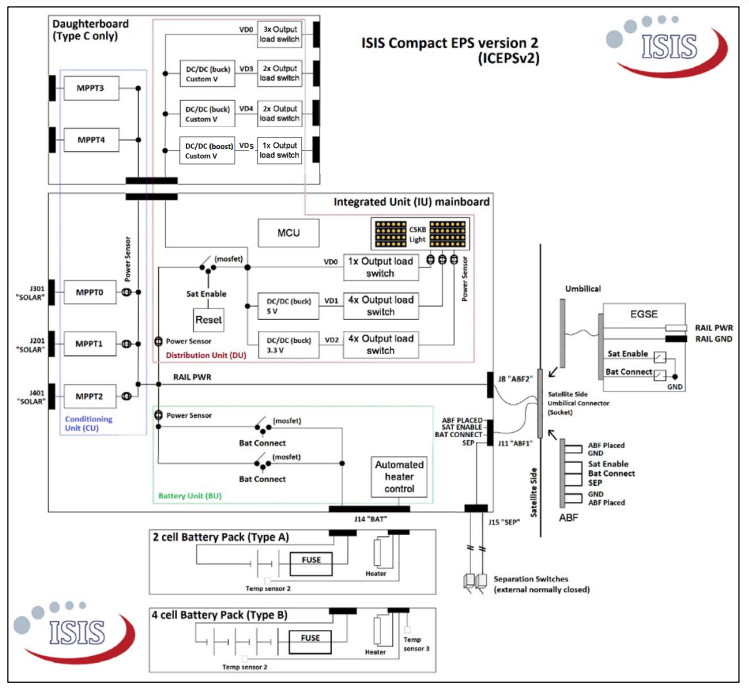 Daughterboard
(Type C only)
VD0
3x Output
load switch
ISIS Compact EPS version 2
(ICEPSv2)
ISIS
MPPT3
DC/DC (buck)
Custom V
VD3
2x Output
load switch
MPPT4
DC/DC (buck)
Custom V
VD4
2x Output
load switch
DC/DC (boost)
Custom V
VD5
1x Output
load switch
Integrated Unit (IU) mainboard
MCU
CSKB
Light
Power Sensor
(mosfet)
VD0
1x Output load
switch
Power Sensor
Sat Enable
Reset
J301
"SOLAR"
MPPT0
DC/DC (buck)
5 V
VD1
4x Output load
switch
J201
"SOLAR"
MPPT1
Power Sensor
DC/DC (buck)
3.3 V
VD2
4x Output load
switch
Distribution Unit (DU)
Umbilical
EGSE
RAIL PWR
RAIL GND
Sat Enable
Bat Connect
GND
RAIL PWR
J8 "ABF2"
J401
"SOLAR"
MPPT2
Satellite Side
Umbilical Connector
(Socket)
Conditioning
Unit (CU)
Power Sensor
(mosfet)
Bat Connect
(mosfet)
Bat Connect
ABF PLACED
SAT ENABLE
BAT CONNECT
SEP
J11 "ABF1"
ABF Placed
GND
Sat Enable
Bat Connect
SEP
GND
ABF Placed
ABF
Satellite Side
Automated
heater
control
Battery Unit (BU)
J14 "BAT"
J15 "SEP"
2 cell Battery Pack (Type A)
FUSE
Heater
Temp sensor 2
Separation Switches
(external normally closed)
4 cell Battery Pack (Type B)
FUSE
Heater
Temp
sensor 3
Temp sensor 2
ISIS